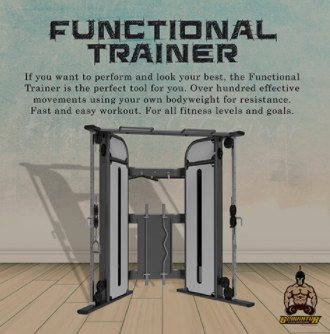 FUNCTIONAL
TRAINER
If you want to perform and look your best, the Functional
Trainer is the perfect tool for you. Over hundred effective
movements using your own bodyweight for resistance.
Fast and easy workout. For all fitness levels and goals.
GLADIATOR